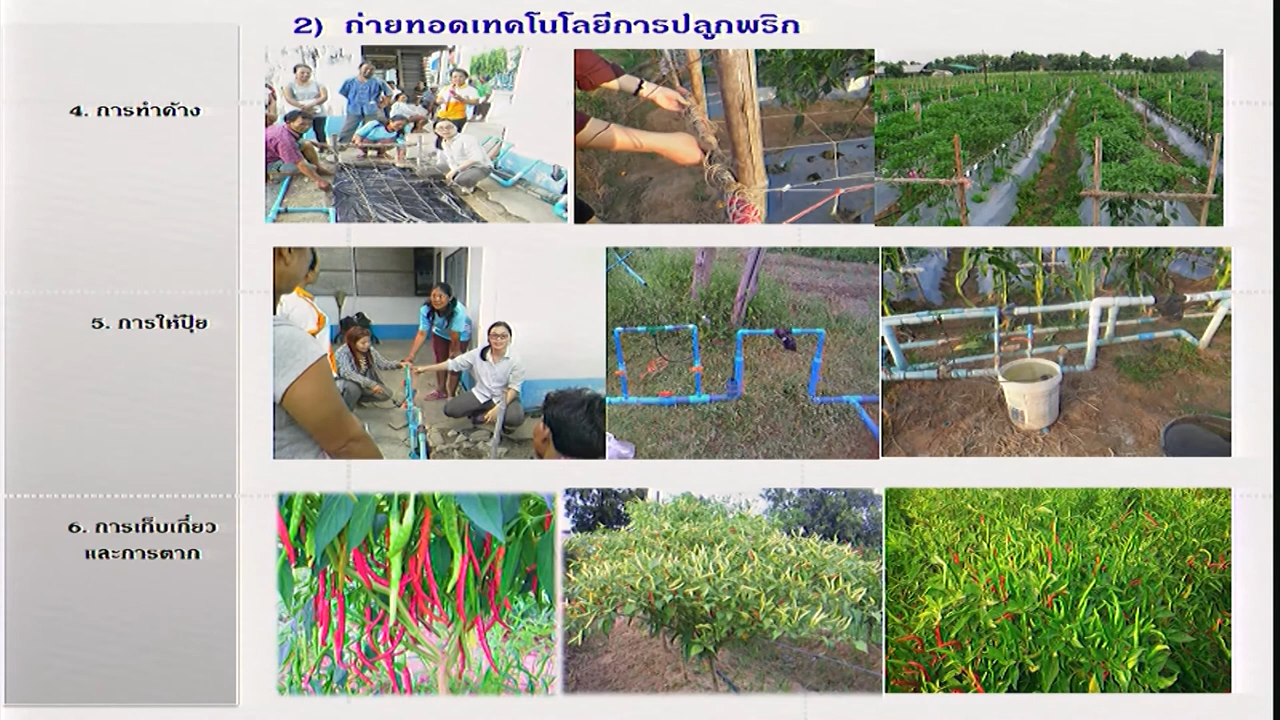 2) ถ่ายทอดเทคโนโลยีการปลูกพริก
4. การทำค้าง
5. การให้ปุ๋ย
6. การเก็บเกี่ยว
และการตาก